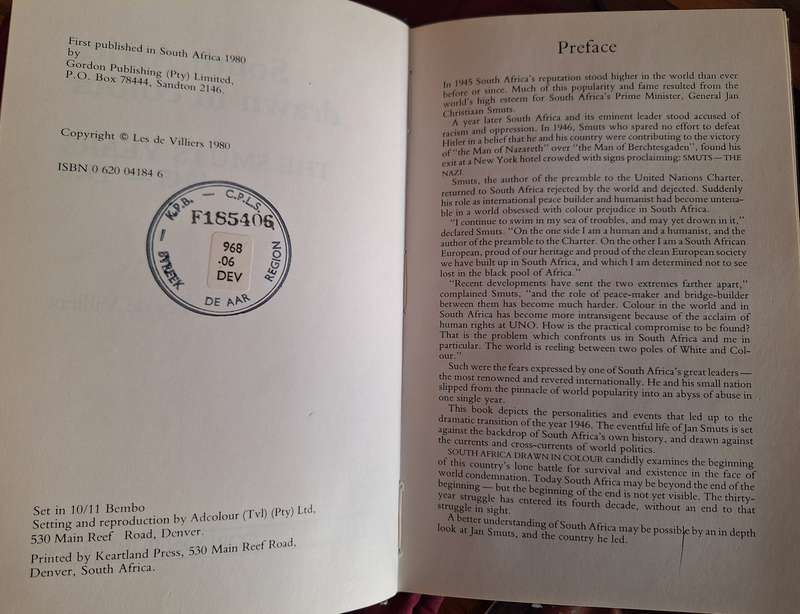 First published in South Africa 1980
by
Gordon Publishing (Pty) Limited,
P.O. Box 78444, Sandton 2146.
Copyright © Les de Villiers 1980
ISBN 0 620 04184 6
K.P.B. — C.P.L.S.
F185406
968
.06
DEV
STREEK
DE AAR
REGION
Set in 10/11 Bembo
Setting and reproduction by Adcolour (Tvl) (Pty) Ltd,
530 Main Reef Road, Denver.
Printed by Keartland Press, 530 Main Reef Road,
Denver, South Africa.
Preface
In 1945 South Africa's reputation stood higher in the world than ever
before or since. Much of this popularity and fame resulted from the
world's high esteem for South Africa's Prime Minister, General Jan
Christiaan Smuts.
A year later South Africa and its eminent leader stood accused of
racism and oppression. In 1946, Smuts who spared no effort to defeat
Hitler in a belief that he and his country were contributing to the victory
of "the Man of Nazareth" over "the Man of Berchtesgaden", found his
exit at a New York hotel crowded with signs proclaiming: SMUTS — THE
NAZI.
Smuts, the author of the preamble to the United Nations Charter,
returned to South Africa rejected by the world and dejected. Suddenly
his role as international peace builder and humanist had become untena-
ble in a world obsessed with colour prejudice in South Africa.
"I continue to swim in my sea of troubles, and may yet drown in it,"
declared Smuts. "On the one side I am a human and a humanist, and the
author of the preamble to the Charter. On the other I am a South African
European, proud of our heritage and proud of the clean European society
we have built up in South Africa, and which I am determined not to see
lost in the black pool of Africa."
"Recent developments have sent the two extremes farther apart,"
complained Smuts, "and the role of peace-maker and bridge-builder
between them has become much harder. Colour in the world and in
South Africa has become more intransigent because of the acclaim of
human rights at UNO. How is the practical compromise to be found?
That is the problem which confronts us in South Africa and me in
particular. The world is reeling between two poles of White and Col-
our."
Such were the fears expressed by one of South Africa's great leaders —
the most renowned and revered internationally. He and his small nation
slipped from the pinnacle of world popularity into an abyss of abuse in
one single year.
This book depicts the personalities and events that led up to the
dramatic transition of the year 1946. The eventful life of Jan Smuts is set
against the backdrop of South Africa's own history, and drawn against
the currents and cross-currents of world politics.
SOUTH AFRICA DRAWN IN COLOUR candidly examines the beginning
of this country's lone battle for survival and existence in the face of
world condemnation. Today South Africa may be beyond the end of the
beginning — but the beginning of the end is not yet visible. The thirty-
year struggle has entered its fourth decade, without an end to that
struggle in sight.
A better understanding of South Africa may be possible by an in depth
look at Jan Smuts, and the country he led.